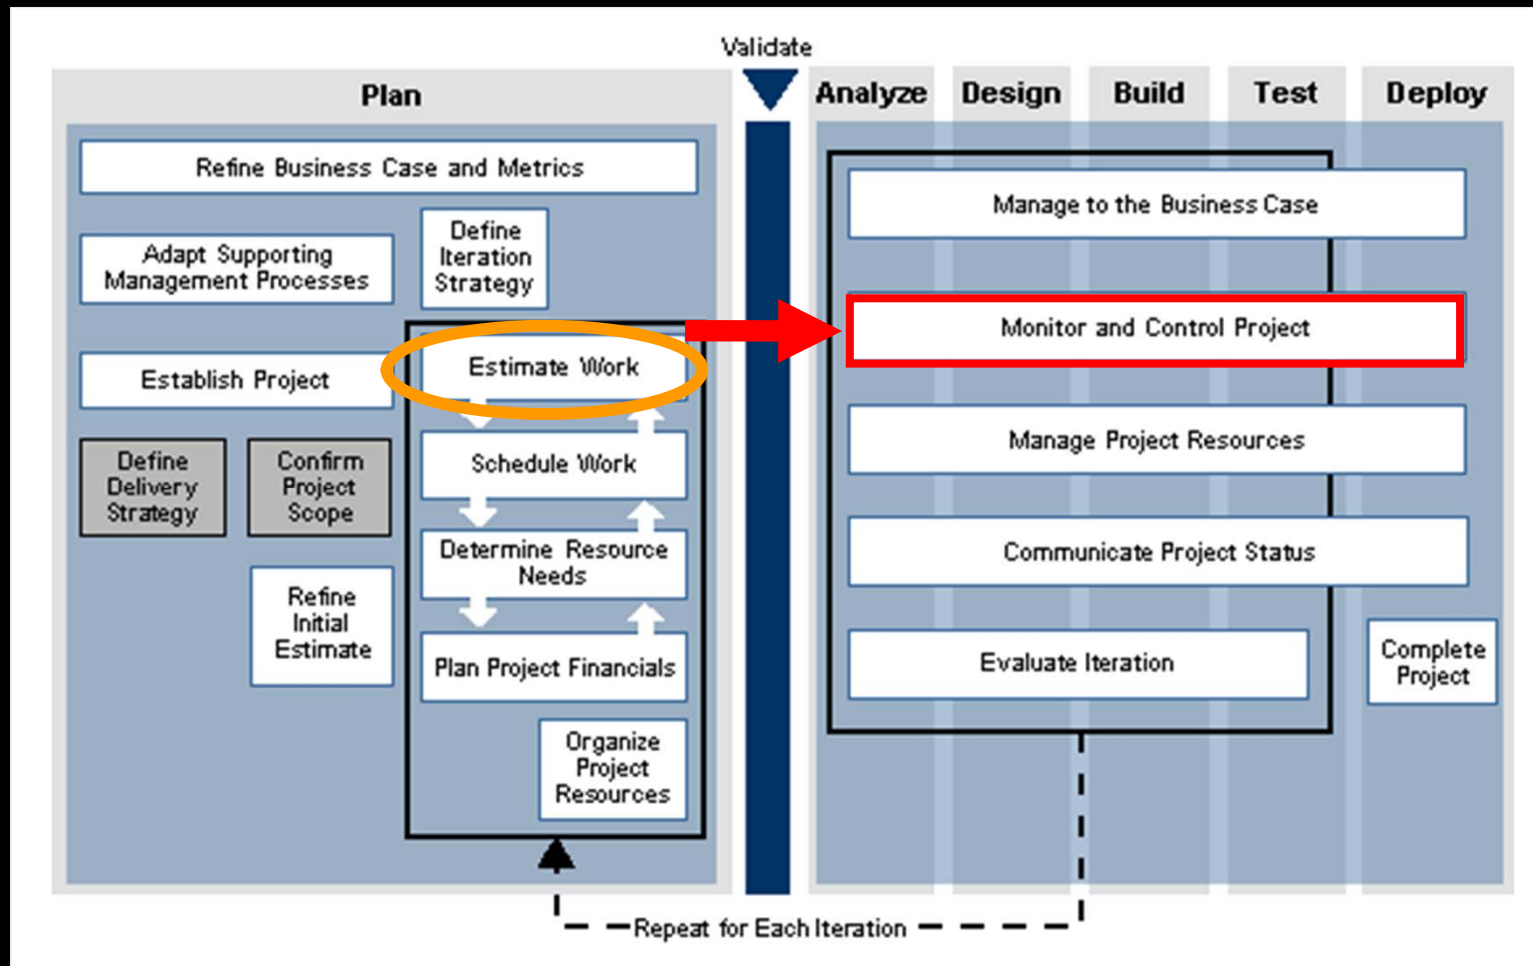 Validate
Plan
Analyze
Design
Build
Test
Deploy
Refine Business Case and Metrics
Adapt Supporting
Management Processes
Define
Iteration
Strategy
Establish Project
Estimate Work
Define
Delivery
Strategy
Confirm
Project
Scope
Schedule Work
Determine Resource
Needs
Refine
Initial
Estimate
Plan Project Financials
Organize
Project
Resources
Manage to the Business Case
Monitor and Control Project
Manage Project Resources
Communicate Project Status
Evaluate Iteration
Complete
Project
Repeat for Each Iteration